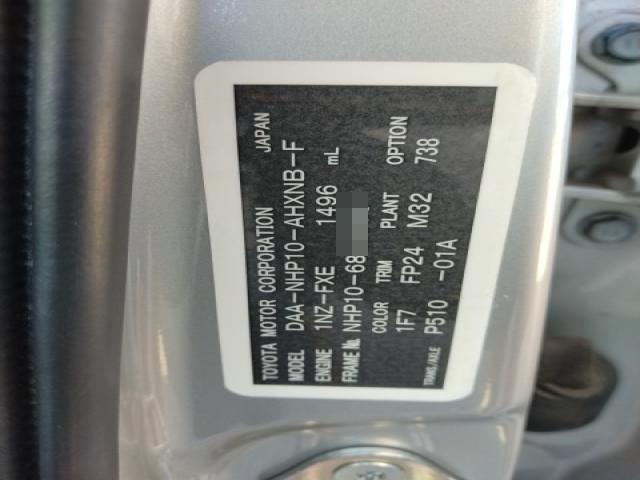 TOYOTA MOTOR CORPORATION JAPAN
MODEL DAA-NHP10-AHXNB-F
ENGINE 1NZ-FXE 1496 mL
FRAME No. NHP10-68
COLOR TRIM PLANT OPTION
1F7 FP24 M32 738
TRANS./AXLE P510 -01A